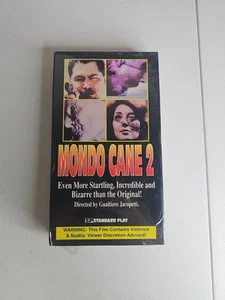 MONDO CANE 2
Even More Startling, Incredible and
Bizarre than the Original!
Directed by Gualtiero Jacopetti.
STANDARD PLAY
WARNING: This Film Contains Violence
& Nudity. Viewer Discretion Advised!